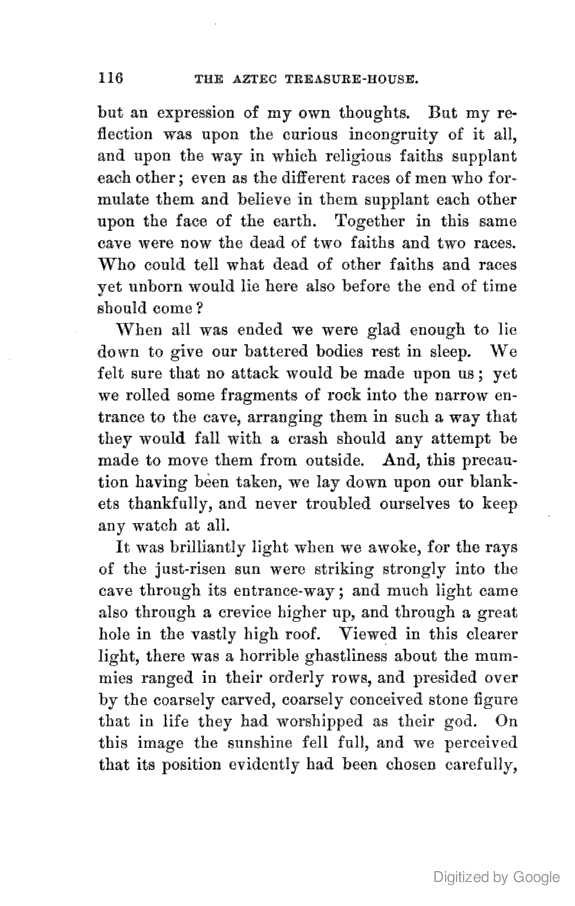 116 THE AZTEC TREASURE-HOUSE.
but an expression of my own thoughts. But my re-
flection was upon the curious incongruity of it all,
and upon the way in which religious faiths supplant
each other; even as the different races of men who for-
mulate them and believe in them supplant each other
upon the face of the earth. Together in this same
cave were now the dead of two faiths and two races.
Who could tell what dead of other faiths and races
yet unborn would lie here also before the end of time
should come?
When all was ended we were glad enough to lie
down to give our battered bodies rest in sleep. We
felt sure that no attack would be made upon us; yet
we rolled some fragments of rock into the narrow en-
trance to the cave, arranging them in such a way that
they would fall with a crash should any attempt be
made to move them from outside. And, this precau-
tion having been taken, we lay down upon our blank-
ets thankfully, and never troubled ourselves to keep
any watch at all.
It was brilliantly light when we awoke, for the rays
of the just-risen sun were striking strongly into the
cave through its entrance-way; and much light came
also through a crevice higher up, and through a great
hole in the vastly high roof. Viewed in this clearer
light, there was a horrible ghastliness about the mum-
mies ranged in their orderly rows, and presided over
by the coarsely carved, coarsely conceived stone figure
that in life they had worshipped as their god. On
this image the sunshine fell full, and we perceived
that its position evidently had been chosen carefully,
Digitized by Google